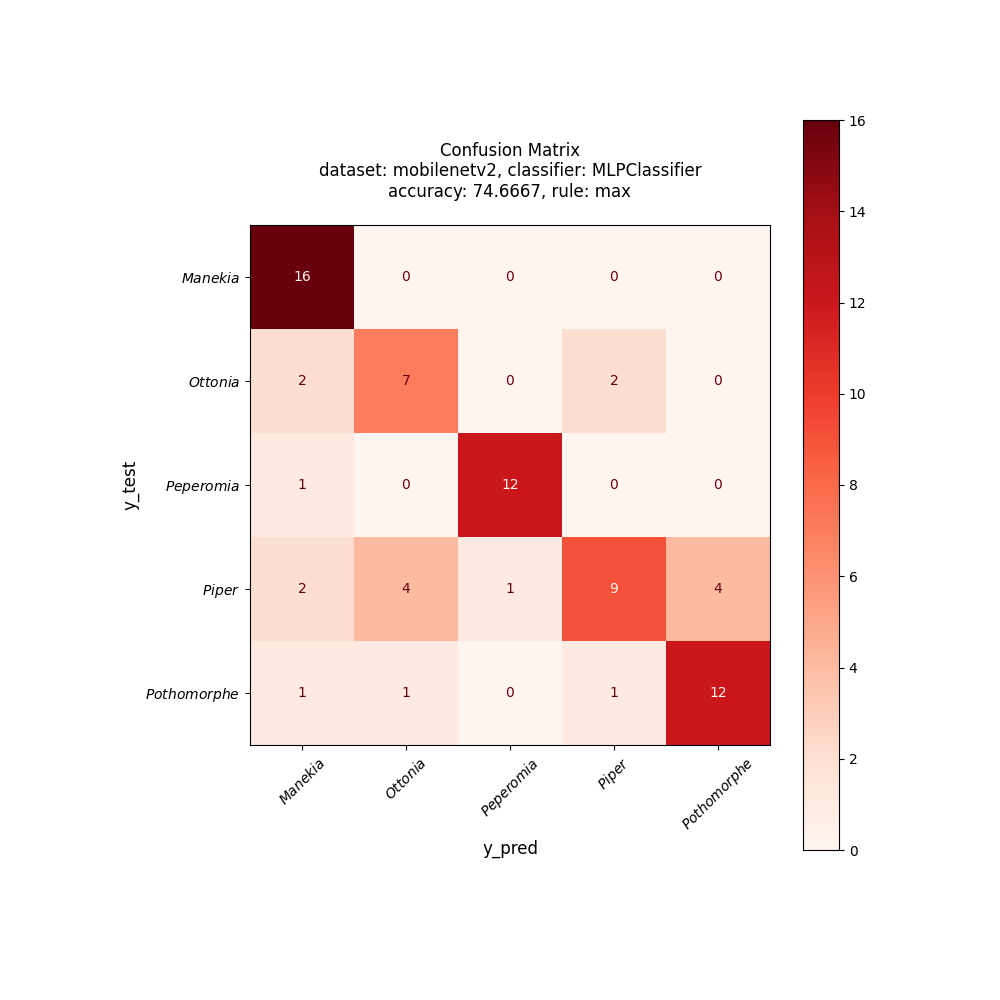 Confusion Matrix
dataset: mobilenetv2, classifier: MLPClassifier
accuracy: 74.6667, rule: max
y_test
Manekia 16 0 0 0 0
Ottonia 2 7 0 2 0
Peperomia 1 0 12 0 0
Piper 2 4 1 9 4
Pothomorphe 1 1 0 1 12
Manekia Ottonia Peperomia Piper Pothomorphe
y_pred
16
14
12
10
8
6
4
2
0